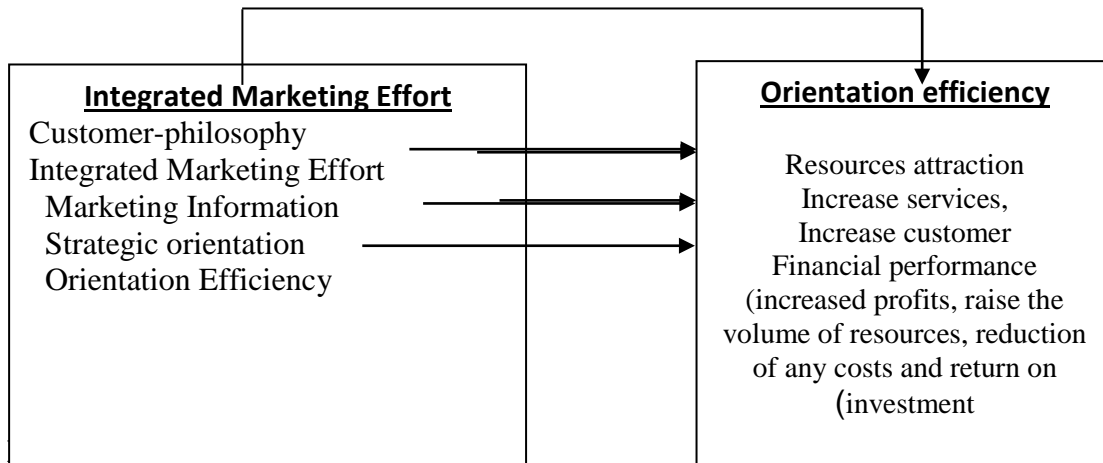 Integrated Marketing Effort
Customer-philosophy
Integrated Marketing Effort
Marketing Information
Strategic orientation
Orientation Efficiency
Orientation efficiency
Resources attraction
Increase services,
Increase customer
Financial performance
(increased profits, raise the
volume of resources, reduction
of any costs and return on
(investment